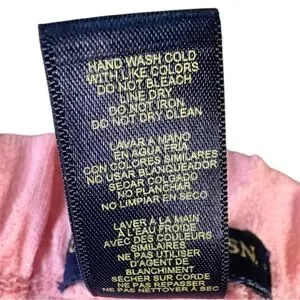 HAND WASH COLD
WITH LIKE COLORS
DO NOT BLEACH
LINE DRY
DO NOT IRON
DO NOT DRY CLEAN
LAVAR A MANO
EN AGUA FRIA
CON COLORES SIMILARES
NO USAR BLANQUEADOR
SEDAR COLGADO
NO PLANCHAR
NO LIMPIAR EN SECO
LAVER À LA MAIN
À L'EAU FROIDE
AVEC DES COULEURS
SIMILAIRES
NE PAS UTILISER
D'AGENT DE
BLANCHIMENT
SÉCHER SUR CORDE
NE PAS REPASSER
NE PAS NETTOYER À SEC